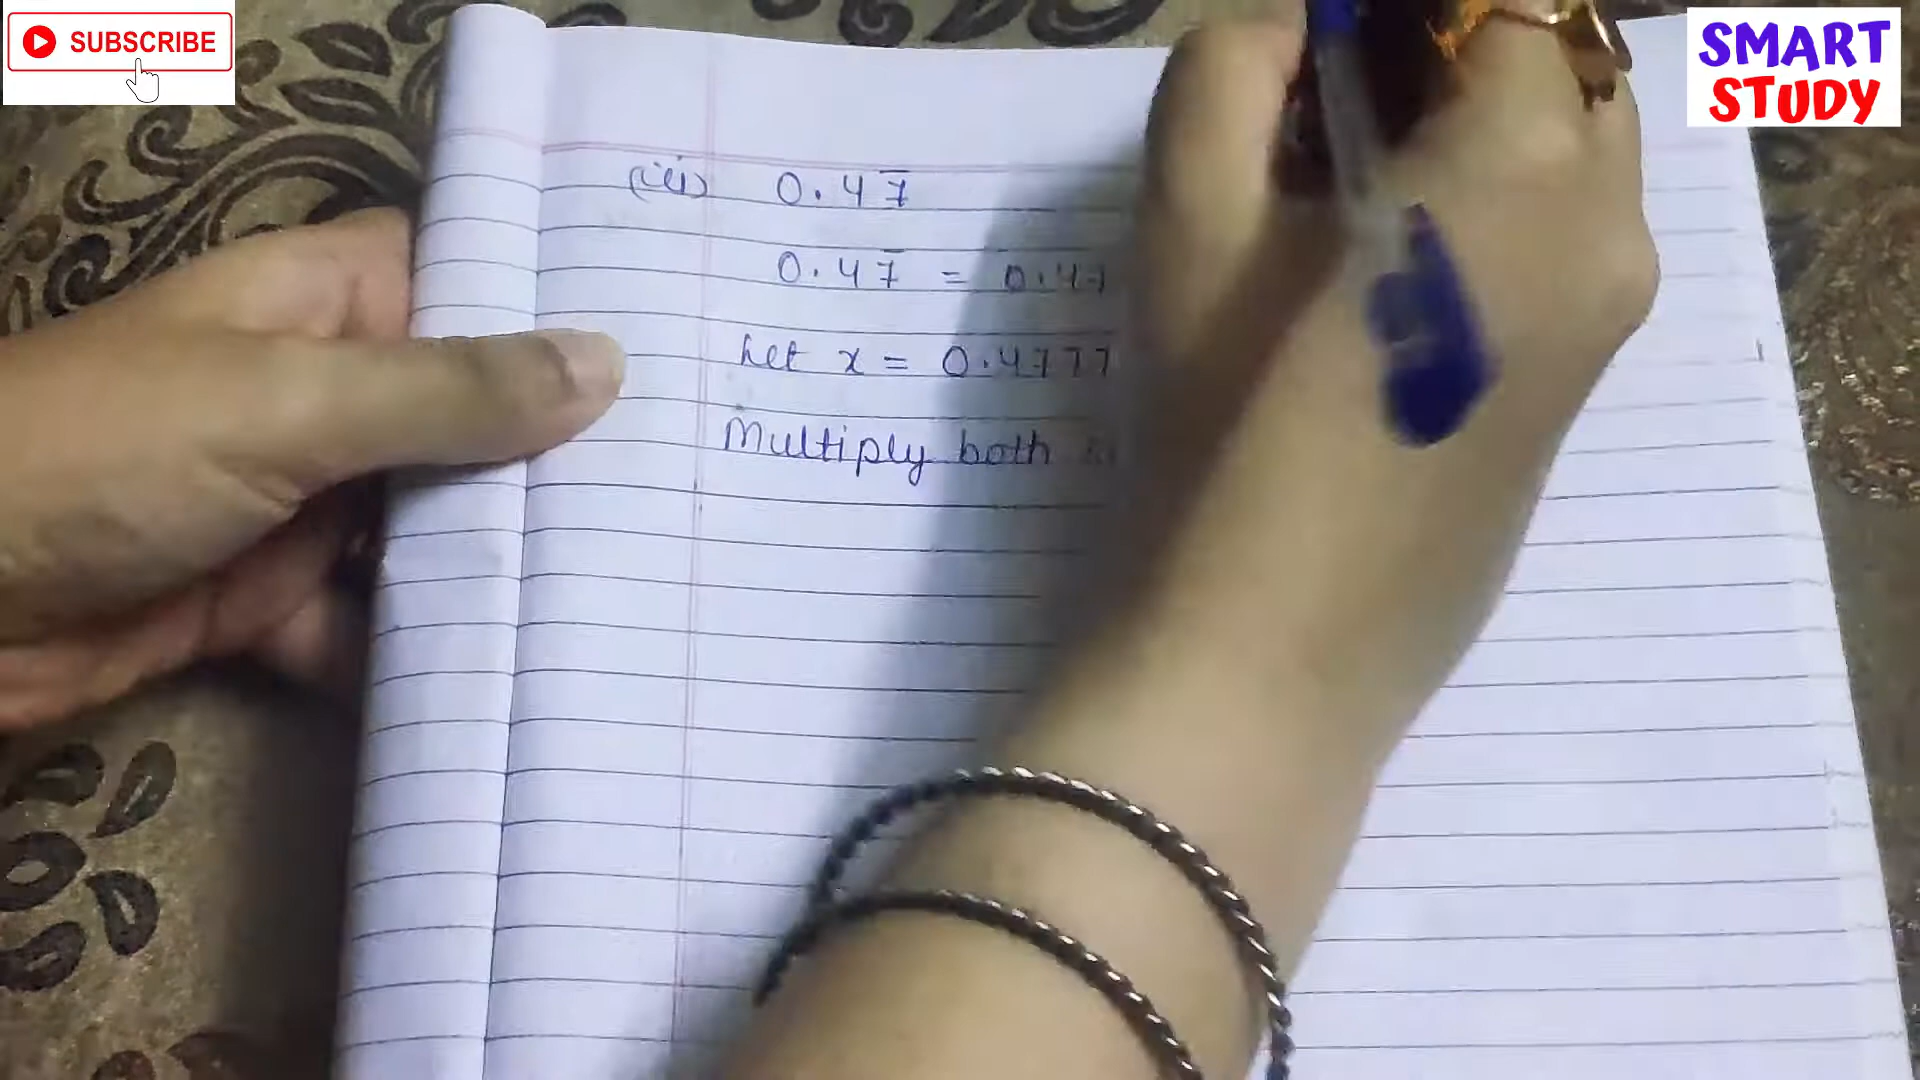 SUBSCRIBE
SMART
STUDY
(iii) 0.47̅
0.47̅ = 0.47
Let x = 0.4777
Multiply both